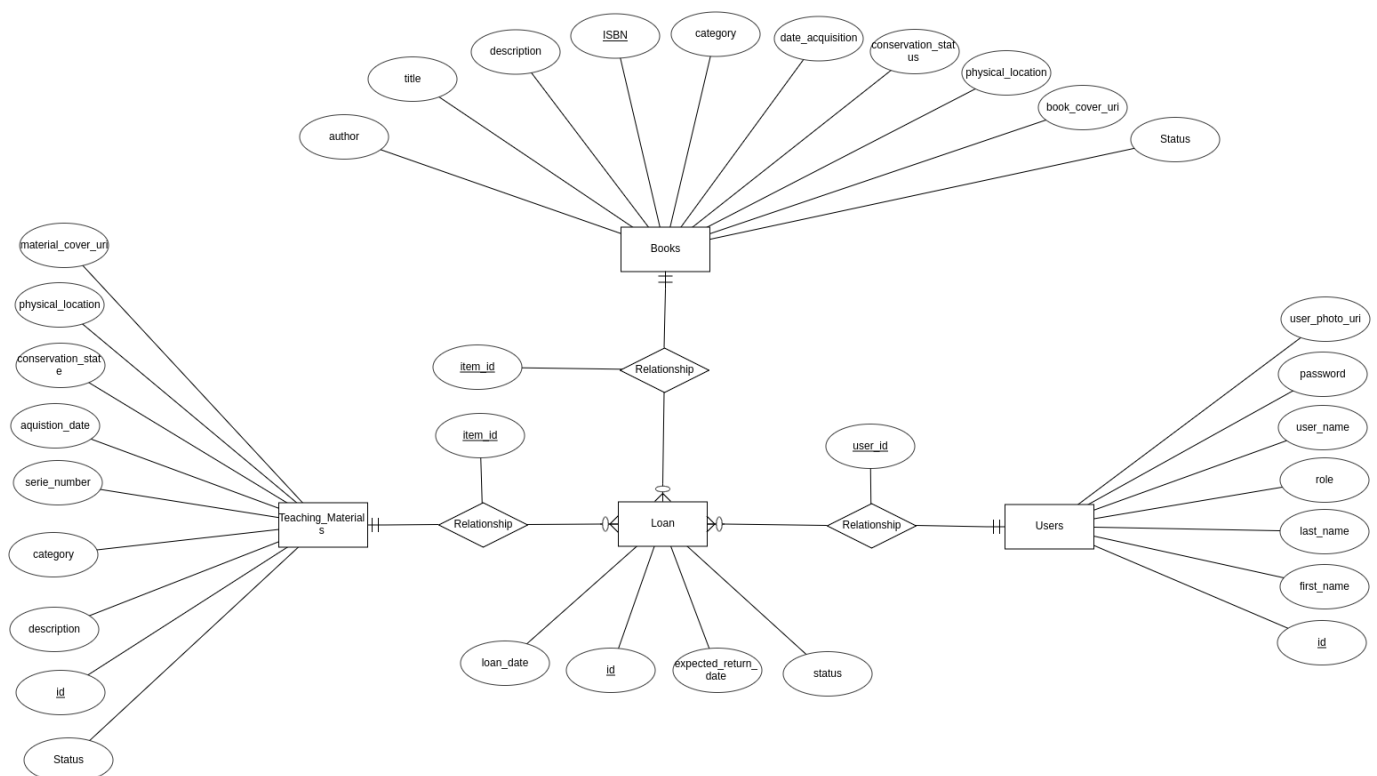 category
ISBN
date_acquisition
description
conservation_stat
us
physical_location
title
book_cover_uri
author
Status
material_cover_uri
Books
physical_location
user_photo_uri
conservation_stat
e
item_id
Relationship
password
aquistion_date
item_id
user_name
user_id
serie_number
role
Teaching_Material
s
Relationship
Loan
Relationship
Users
last_name
category
first_name
description
id
loan_date
id
expected_return_
date
status
id
Status